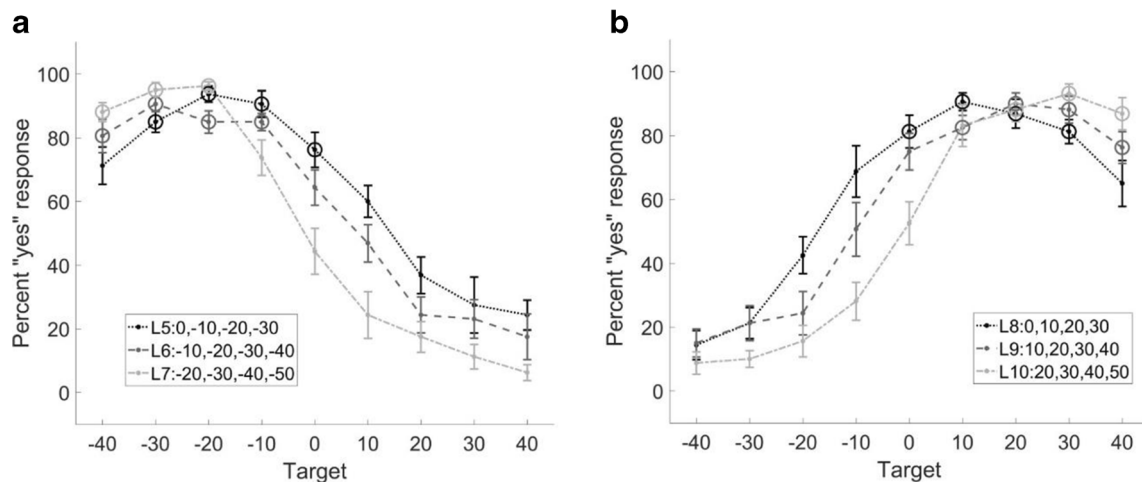 a
100
80
60
40
20
0
Percent "yes" response
L5:0,-10,-20,-30
L6:-10,-20,-30,-40
L7:-20,-30,-40,-50
-40 -30 -20 -10 0 10 20 30 40
Target
b
100
80
60
40
20
0
Percent "yes" response
L8:0,10,20,30
L9:10,20,30,40
L10:20,30,40,50
-40 -30 -20 -10 0 10 20 30 40
Target